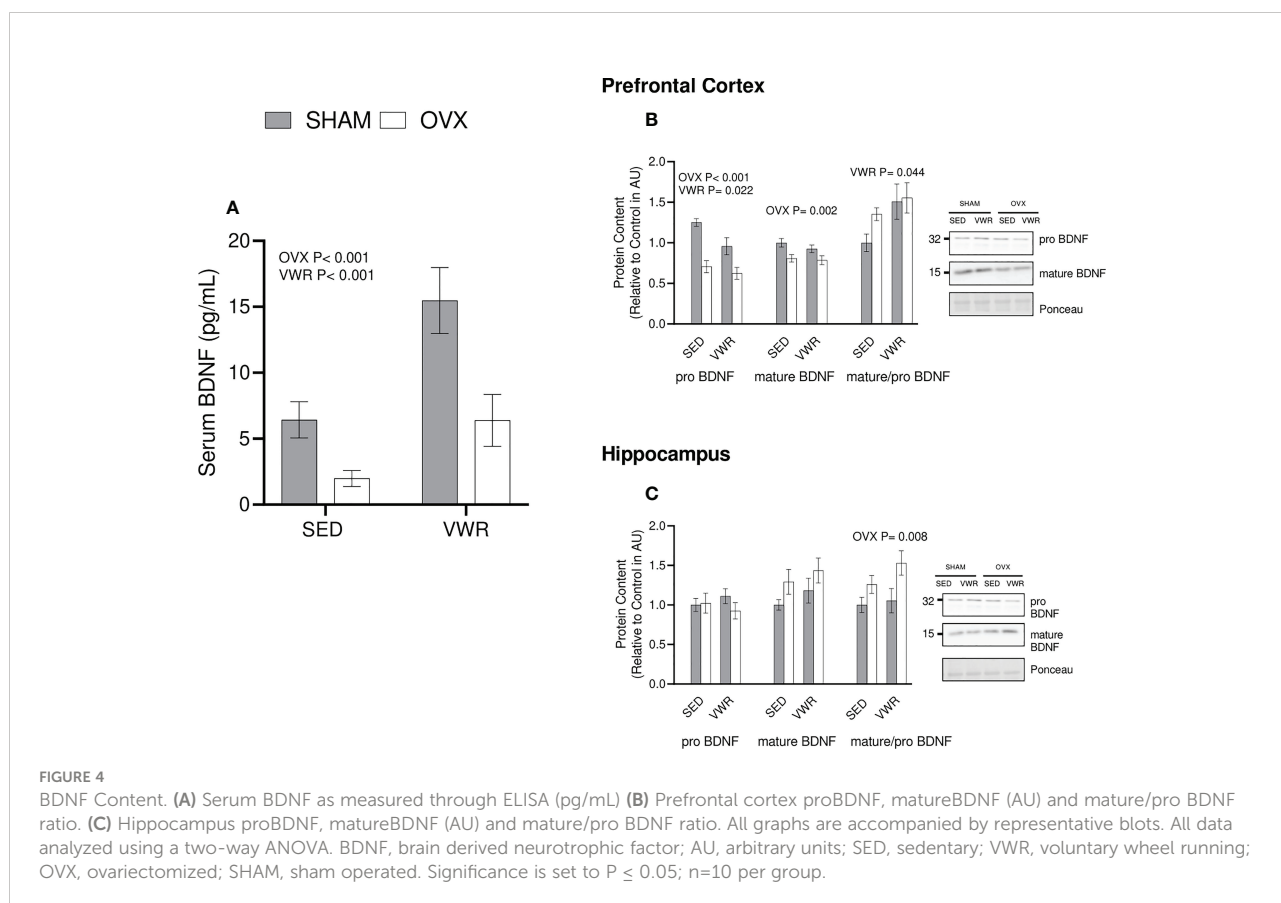 SHAM OVX
A
20
15
10
5
0
Serum BDNF (pg/mL)
OVX P< 0.001
VWR P< 0.001
SED VWR
Prefrontal Cortex
B
2.0
1.5
1.0
0.5
0.0
Protein Content
(Relative to Control in AU)
OVX P< 0.001
VWR P= 0.022
OVX P= 0.002
VWR P= 0.044
SED VWR SED VWR SED VWR
pro BDNF mature BDNF mature/pro BDNF
SHAM OVX
SED VWR SED VWR
32 pro BDNF
15 mature BDNF
Ponceau
Hippocampus
C
2.0
1.5
1.0
0.5
0.0
Protein Content
(Relative to Control in AU)
OVX P= 0.008
SED VWR SED VWR SED VWR
pro BDNF mature BDNF mature/pro BDNF
SHAM OVX
SED VWR SED VWR
32 pro
BDNF
15 mature
BDNF
Ponceau
FIGURE 4
BDNF Content. (A) Serum BDNF as measured through ELISA (pg/mL) (B) Prefrontal cortex proBDNF, matureBDNF (AU) and mature/pro BDNF
ratio. (C) Hippocampus proBDNF, matureBDNF (AU) and mature/pro BDNF ratio. All graphs are accompanied by representative blots. All data
analyzed using a two-way ANOVA. BDNF, brain derived neurotrophic factor; AU, arbitrary units; SED, sedentary; VWR, voluntary wheel running;
OVX, ovariectomized; SHAM, sham operated. Significance is set to P ≤ 0.05; n=10 per group.